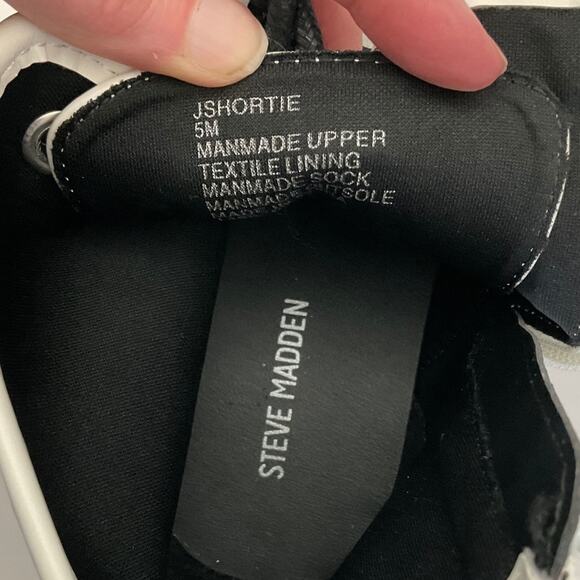 JSHORTIE
5M
MANMADE UPPER
TEXTILE LINING
MANMADE SOCK
MANMADE OUTSOLE
STEVE MADDEN